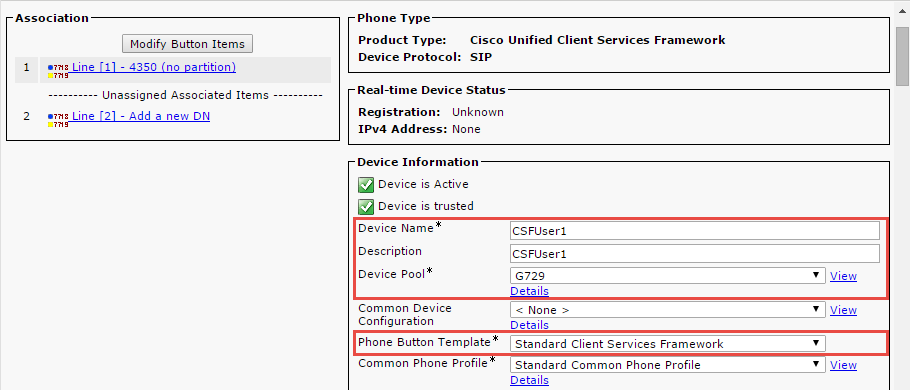 Association
Modify Button Items
1 7718 7719 Line [1] - 4350 (no partition)
---------- Unassigned Associated Items ----------
2 7718 7719 Line [2] - Add a new DN
Phone Type
Product Type: Cisco Unified Client Services Framework
Device Protocol: SIP
Real-time Device Status
Registration: Unknown
IPv4 Address: None
Device Information
Device is Active
Device is trusted
Device Name* CSFUser1
Description CSFUser1
Device Pool* G729 View
Details
Common Device Configuration < None > View
Details
Phone Button Template* Standard Client Services Framework
Common Phone Profile* Standard Common Phone Profile View
Details